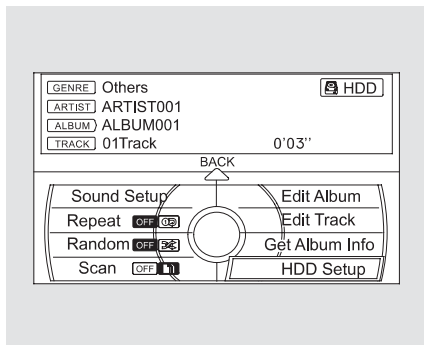 GENRE Others HDD
ARTIST ARTIST001
ALBUM ALBUM001
TRACK 01Track 0'03''
BACK
Sound Setup Edit Album
Repeat OFF Edit Track
Random OFF Get Album Info
Scan OFF HDD Setup